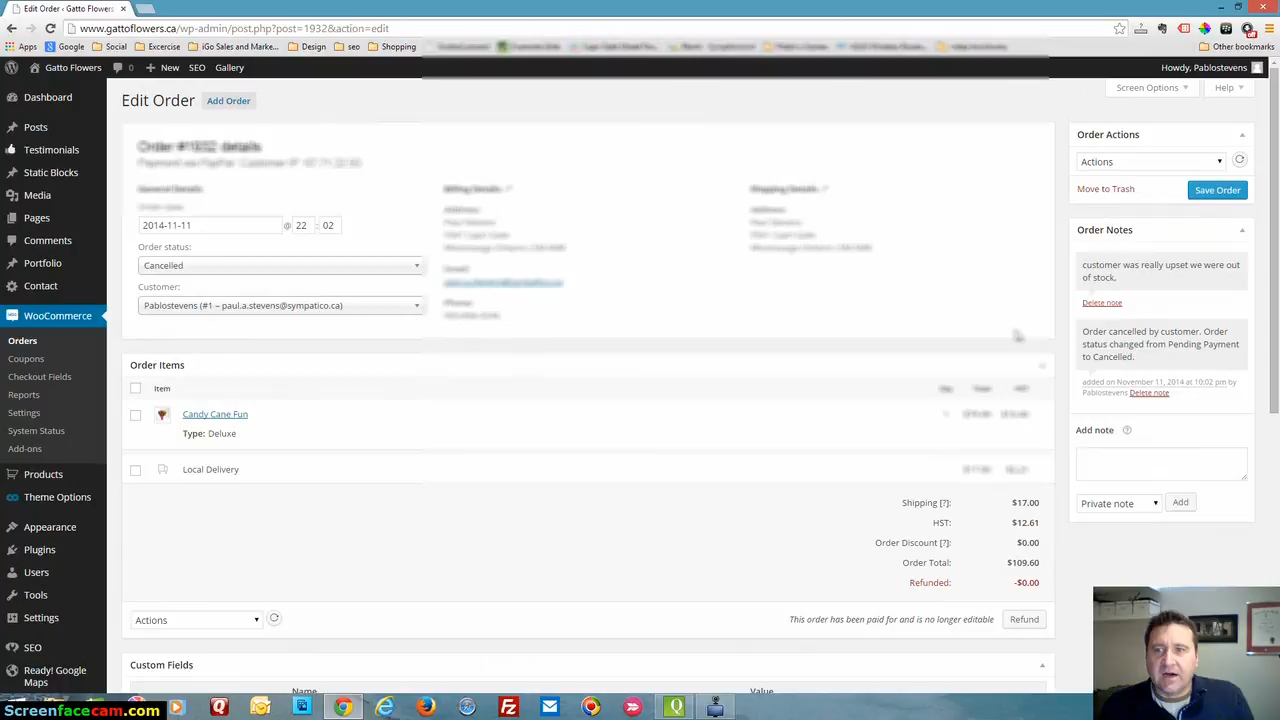 Edit Order ‹ Gatto Flowers
www.gattoflowers.ca/wp-admin/post.php?post=1932&action=edit
Apps Google Social Excercise iGo Sales and Marke... Design seo Shopping Other bookmarks
Gatto Flowers 0 New SEO Gallery Howdy, Pablostevens
Screen Options Help
Edit Order Add Order
Dashboard
Posts
Testimonials
Static Blocks
Media
Pages
Comments
Portfolio
Contact
WooCommerce
Orders
Coupons
Checkout Fields
Reports
Settings
System Status
Add-ons
Products
Theme Options
Appearance
Plugins
Users
Tools
Settings
SEO
Ready! Google
Maps
Order #1932 details
General Details
Billing Details
Shipping Details
2014-11-11 @ 22 : 02
Order status:
Cancelled
Customer:
Pablostevens (#1 – paul.a.stevens@sympatico.ca)
Order Items
Item
Candy Cane Fun
Type: Deluxe
Local Delivery
Shipping [?]: $17.00
HST: $12.61
Order Discount [?]: $0.00
Order Total: $109.60
Refunded: -$0.00
Actions
This order has been paid for and is no longer editable Refund
Custom Fields
Name Value
Order Actions
Actions
Move to Trash Save Order
Order Notes
customer was really upset we were out
of stock,
Delete note
Order cancelled by customer. Order
status changed from Pending Payment
to Cancelled.
added on November 11, 2014 at 10:02 pm by
Pablostevens Delete note
Add note
Private note Add
Screenfacecam.com